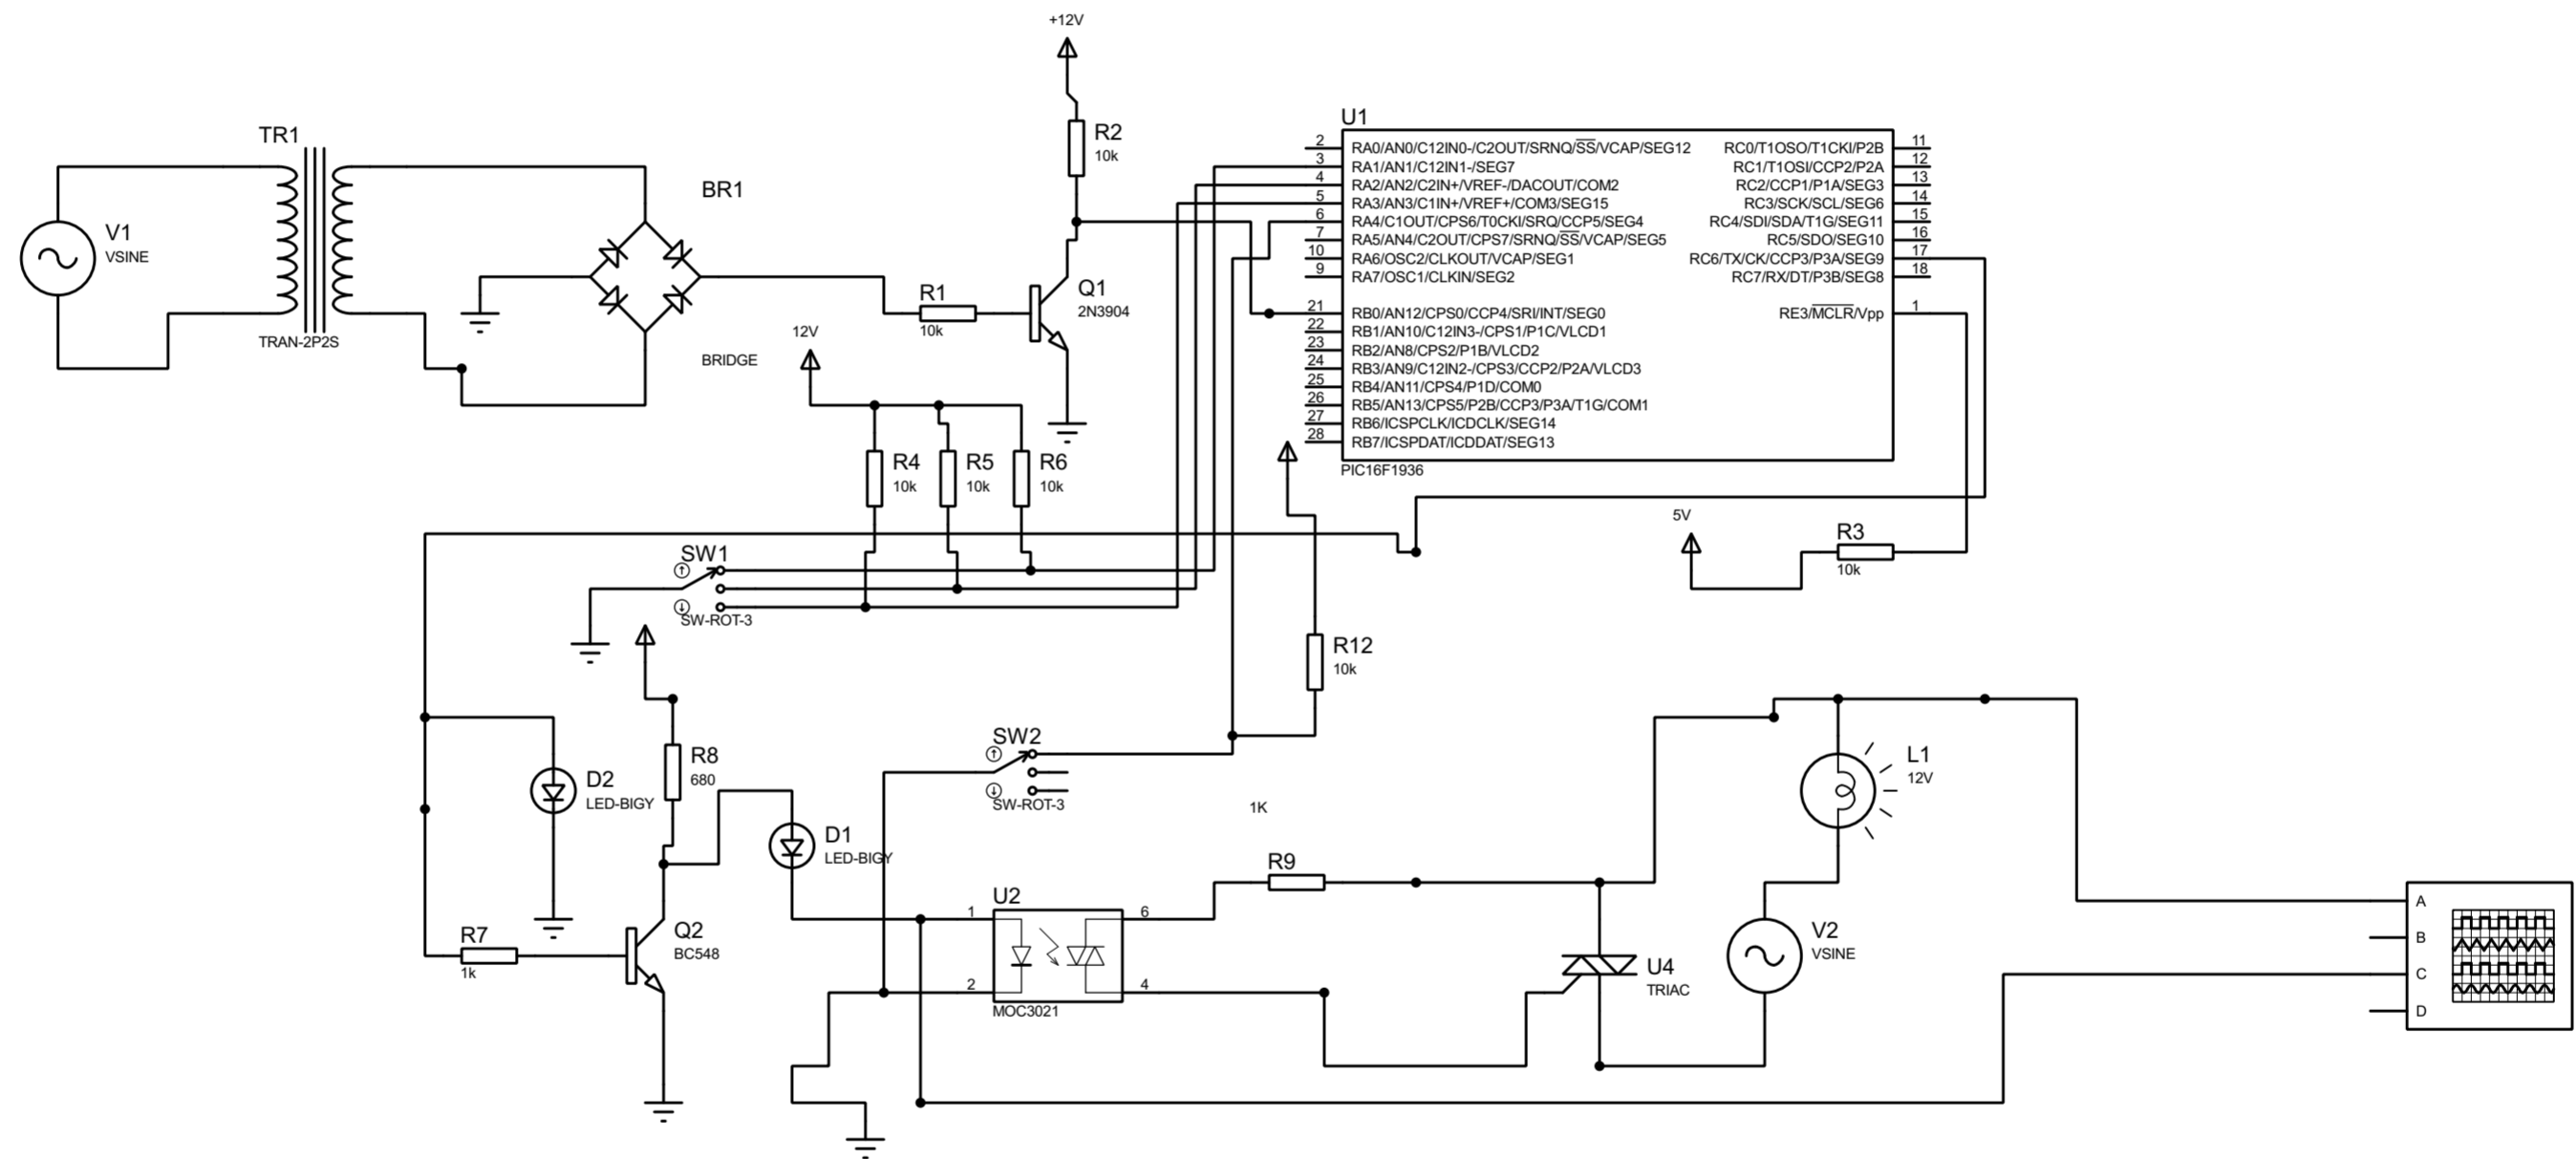 +12V
U1
R2
10k
TR1
BR1
V1
VSINE
TRAN-2P2S
BRIDGE
R1
10k
Q1
2N3904
12V
2
3
4
5
6
7
10
9
21
22
23
24
25
26
27
28
RA0/AN0/C12IN0-/C2OUT/SRNQ/SS/VCAP/SEG12
RA1/AN1/C12IN1-/SEG7
RA2/AN2/C2IN+/VREF-/DACOUT/COM2
RA3/AN3/C1IN+/VREF+/COM3/SEG15
RA4/C1OUT/CPS6/T0CKI/SRQ/CCP5/SEG4
RA5/AN4/C2OUT/CPS7/SRNQ/SS/VCAP/SEG5
RA6/OSC2/CLKOUT/VCAP/SEG1
RA7/OSC1/CLKIN/SEG2
RB0/AN12/CPS0/CCP4/SRI/INT/SEG0
RB1/AN10/C12IN3-/CPS1/P1C/VLCD1
RB2/AN8/CPS2/P1B/VLCD2
RB3/AN9/C12IN2-/CPS3/CCP2/P2A/VLCD3
RB4/AN11/CPS4/P1D/COM0
RB5/AN13/CPS5/P2B/CCP3/P3A/T1G/COM1
RB6/ICSPCLK/ICDCLK/SEG14
RB7/ICSPDAT/ICDDAT/SEG13
RC0/T1OSO/T1CKI/P2B
RC1/T1OSI/CCP2/P2A
RC2/CCP1/P1A/SEG3
RC3/SCK/SCL/SEG6
RC4/SDI/SDA/T1G/SEG11
RC5/SDO/SEG10
RC6/TX/CK/CCP3/P3A/SEG9
RC7/RX/DT/P3B/SEG8
RE3/MCLR/Vpp
11
12
13
14
15
16
17
18
1
PIC16F1936
R4
10k
R5
10k
R6
10k
5V
R3
10k
SW1
SW-ROT-3
R12
10k
R8
680
D2
LED-BIGY
SW2
SW-ROT-3
1K
L1
12V
D1
LED-BIGY
R9
U2
1
2
6
4
MOC3021
R7
1k
Q2
BC548
U4
TRIAC
V2
VSINE
A
B
C
D